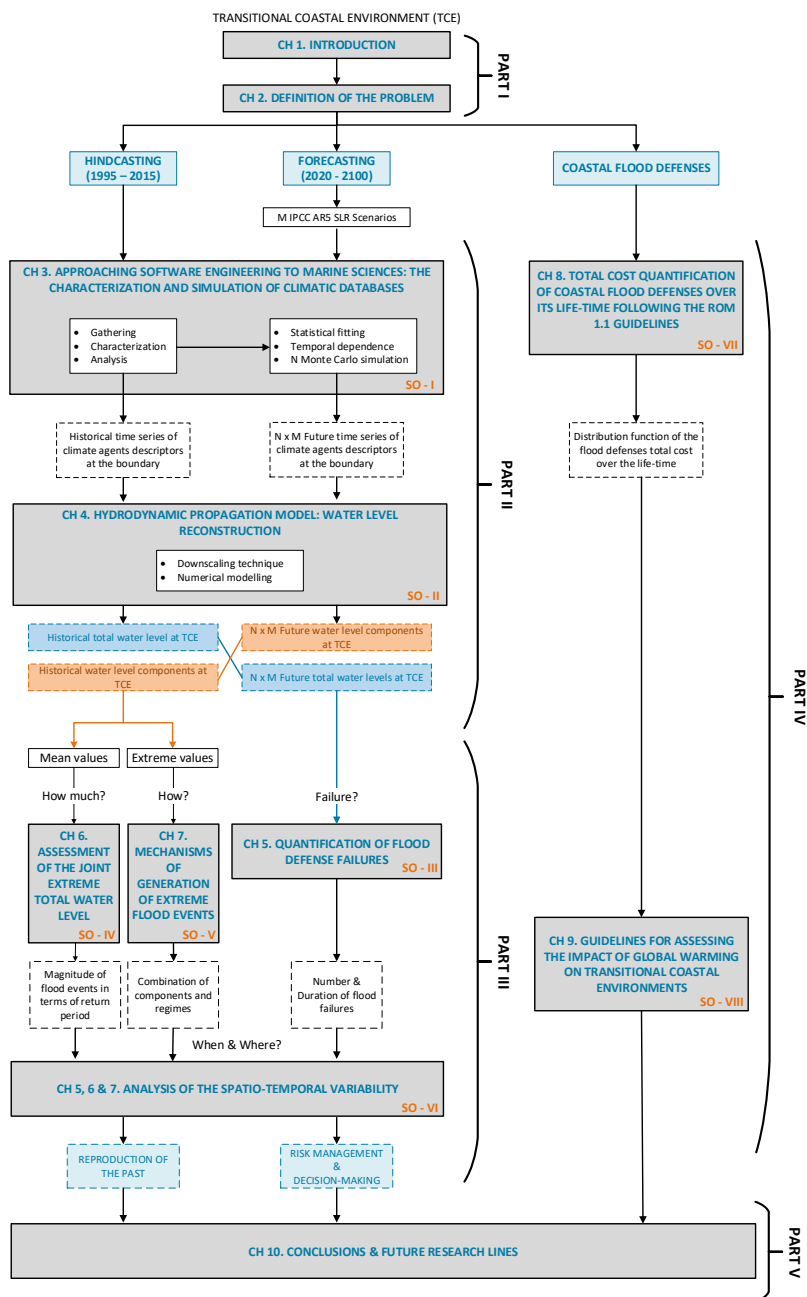 TRANSITIONAL COASTAL ENVIRONMENT (TCE)
CH 1. INTRODUCTION
CH 2. DEFINITION OF THE PROBLEM
PART I
HINDCASTING
(1995 – 2015)
FORECASTING
(2020 - 2100)
COASTAL FLOOD DEFENSES
M IPCC AR5 SLR Scenarios
CH 3. APPROACHING SOFTWARE ENGINEERING TO MARINE SCIENCES: THE
CHARACTERIZATION AND SIMULATION OF CLIMATIC DATABASES
• Gathering
• Characterization
• Analysis
• Statistical fitting
• Temporal dependence
• N Monte Carlo simulation
SO - I
CH 8. TOTAL COST QUANTIFICATION
OF COASTAL FLOOD DEFENSES OVER
ITS LIFE-TIME FOLLOWING THE ROM
1.1 GUIDELINES
SO - VII
Historical time series of
climate agents descriptors
at the boundary
N x M Future time series of
climate agents descriptors
at the boundary
Distribution function of the
flood defenses total cost
over the life-time
CH 4. HYDRODYNAMIC PROPAGATION MODEL: WATER LEVEL
RECONSTRUCTION
• Downscaling technique
• Numerical modelling
SO - II
PART II
Historical total water level at TCE
N x M Future water level components
at TCE
Historical water level components at
TCE
N x M Future total water levels at TCE
PART IV
Mean values
Extreme values
How much?
How?
Failure?
CH 6.
ASSESSMENT
OF THE JOINT
EXTREME
TOTAL WATER
LEVEL
SO - IV
CH 7.
MECHANISMS
OF
GENERATION
OF EXTREME
FLOOD EVENTS
SO - V
CH 5. QUANTIFICATION OF FLOOD
DEFENSE FAILURES
SO - III
CH 9. GUIDELINES FOR ASSESSING
THE IMPACT OF GLOBAL WARMING
ON TRANSITIONAL COASTAL
ENVIRONMENTS
SO - VIII
Magnitude of
flood events in
terms of return
period
Combination of
components and
regimes
Number &
Duration of flood
failures
PART III
When & Where?
CH 5, 6 & 7. ANALYSIS OF THE SPATIO-TEMPORAL VARIABILITY
SO - VI
REPRODUCTION OF
THE PAST
RISK MANAGEMENT
&
DECISION-MAKING
CH 10. CONCLUSIONS & FUTURE RESEARCH LINES
PART V